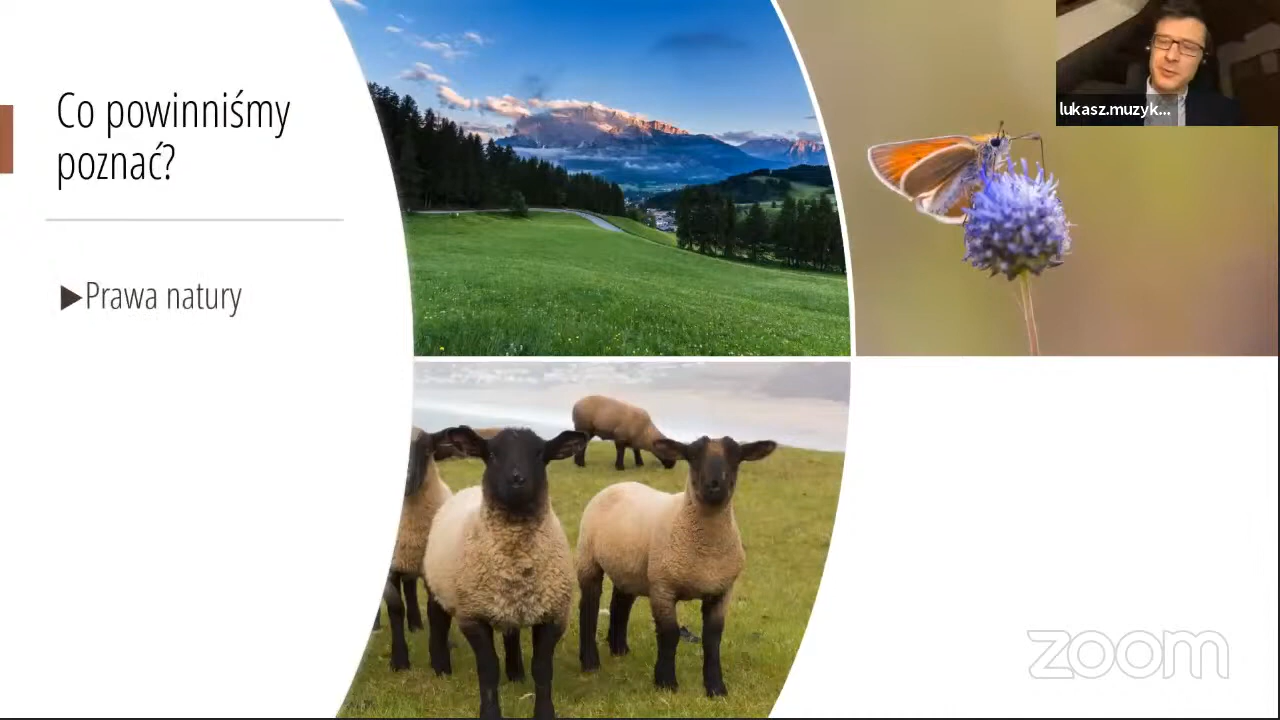 Co powinniśmy
poznać?
▶Prawa natury
lukasz.muzyk...
zoom